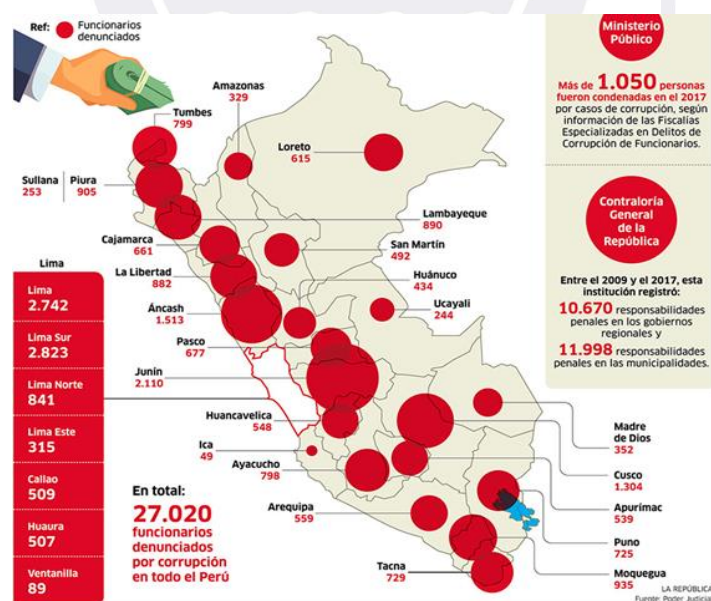 Ref:
Funcionarios
denunciados
Tumbes
799
Amazonas
329
Loreto
615
Sullana
253
Piura
905
Lambayeque
890
Cajamarca
661
San Martín
492
La Libertad
882
Huánuco
434
Áncash
1.513
Ucayali
244
Pasco
677
Junín
2.110
Huancavelica
548
Ica
49
Ayacucho
798
Arequipa
559
Tacna
729
Madre
de Dios
352
Cusco
1.304
Apurímac
539
Puno
725
Moquegua
935
Lima
Lima
2.742
Lima Sur
2.823
Lima Norte
841
Lima Este
315
Callao
509
Huaura
507
Ventanilla
89
En total:
27.020
funcionarios
denunciados
por corrupción
en todo el Perú
Ministerio
Público
Más de 1.050 personas
fueron condenadas en el 2017
por casos de corrupción, según
información de las Fiscalías
Especializadas en Delitos de
Corrupción de Funcionarios.
Contraloría
General
de la
República
Entre el 2009 y el 2017, esta
institución registró:
10.670 responsabilidades
penales en los gobiernos
regionales y
11.998 responsabilidades
penales en las municipalidades.
LA REPÚBLICA
Fuente: Poder Judicial